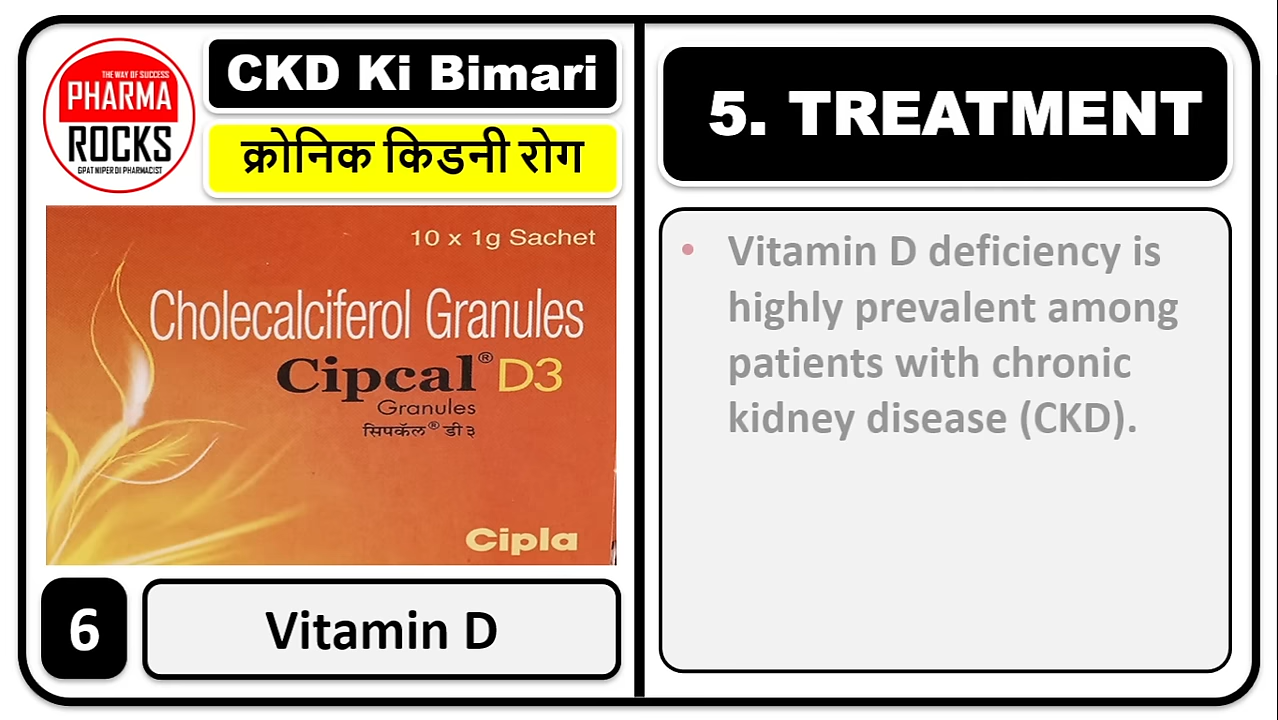 THE WAY OF SUCCESS
PHARMA
ROCKS
GPAT NIPER DI PHARMACIST
CKD Ki Bimari
क्रोनिक किडनी रोग
10 x 1g Sachet
Cholecalciferol Granules
Cipcal® D3
Granules
सिपकॅल® डी ३
Cipla
6
Vitamin D
5. TREATMENT
• Vitamin D deficiency is
highly prevalent among
patients with chronic
kidney disease (CKD).